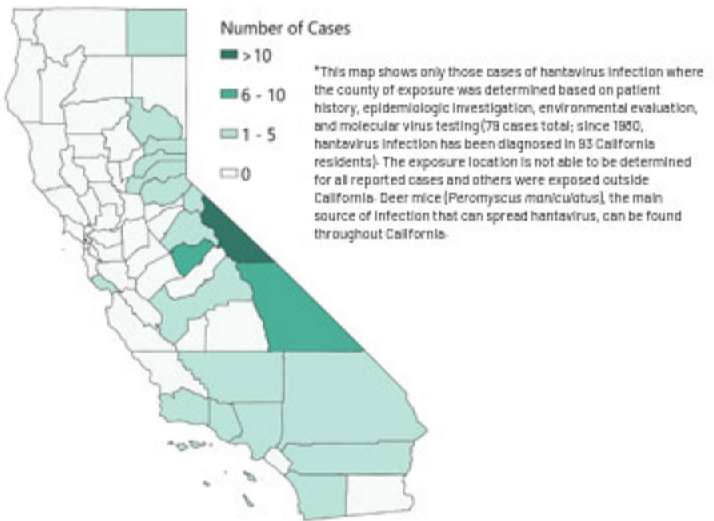 Number of Cases
>10
6 - 10
1 - 5
0
*This map shows only those cases of hantavirus infection where
the county of exposure was determined based on patient
history, epidemiologic investigation, environmental evaluation,
and molecular virus testing (79 cases total; since 1980,
hantavirus infection has been diagnosed in 93 California
residents). The exposure location is not able to be determined
for all reported cases and others were exposed outside
California. Deer mice (Peromyscus maniculatus), the main
source of infection that can spread hantavirus, can be found
throughout California.